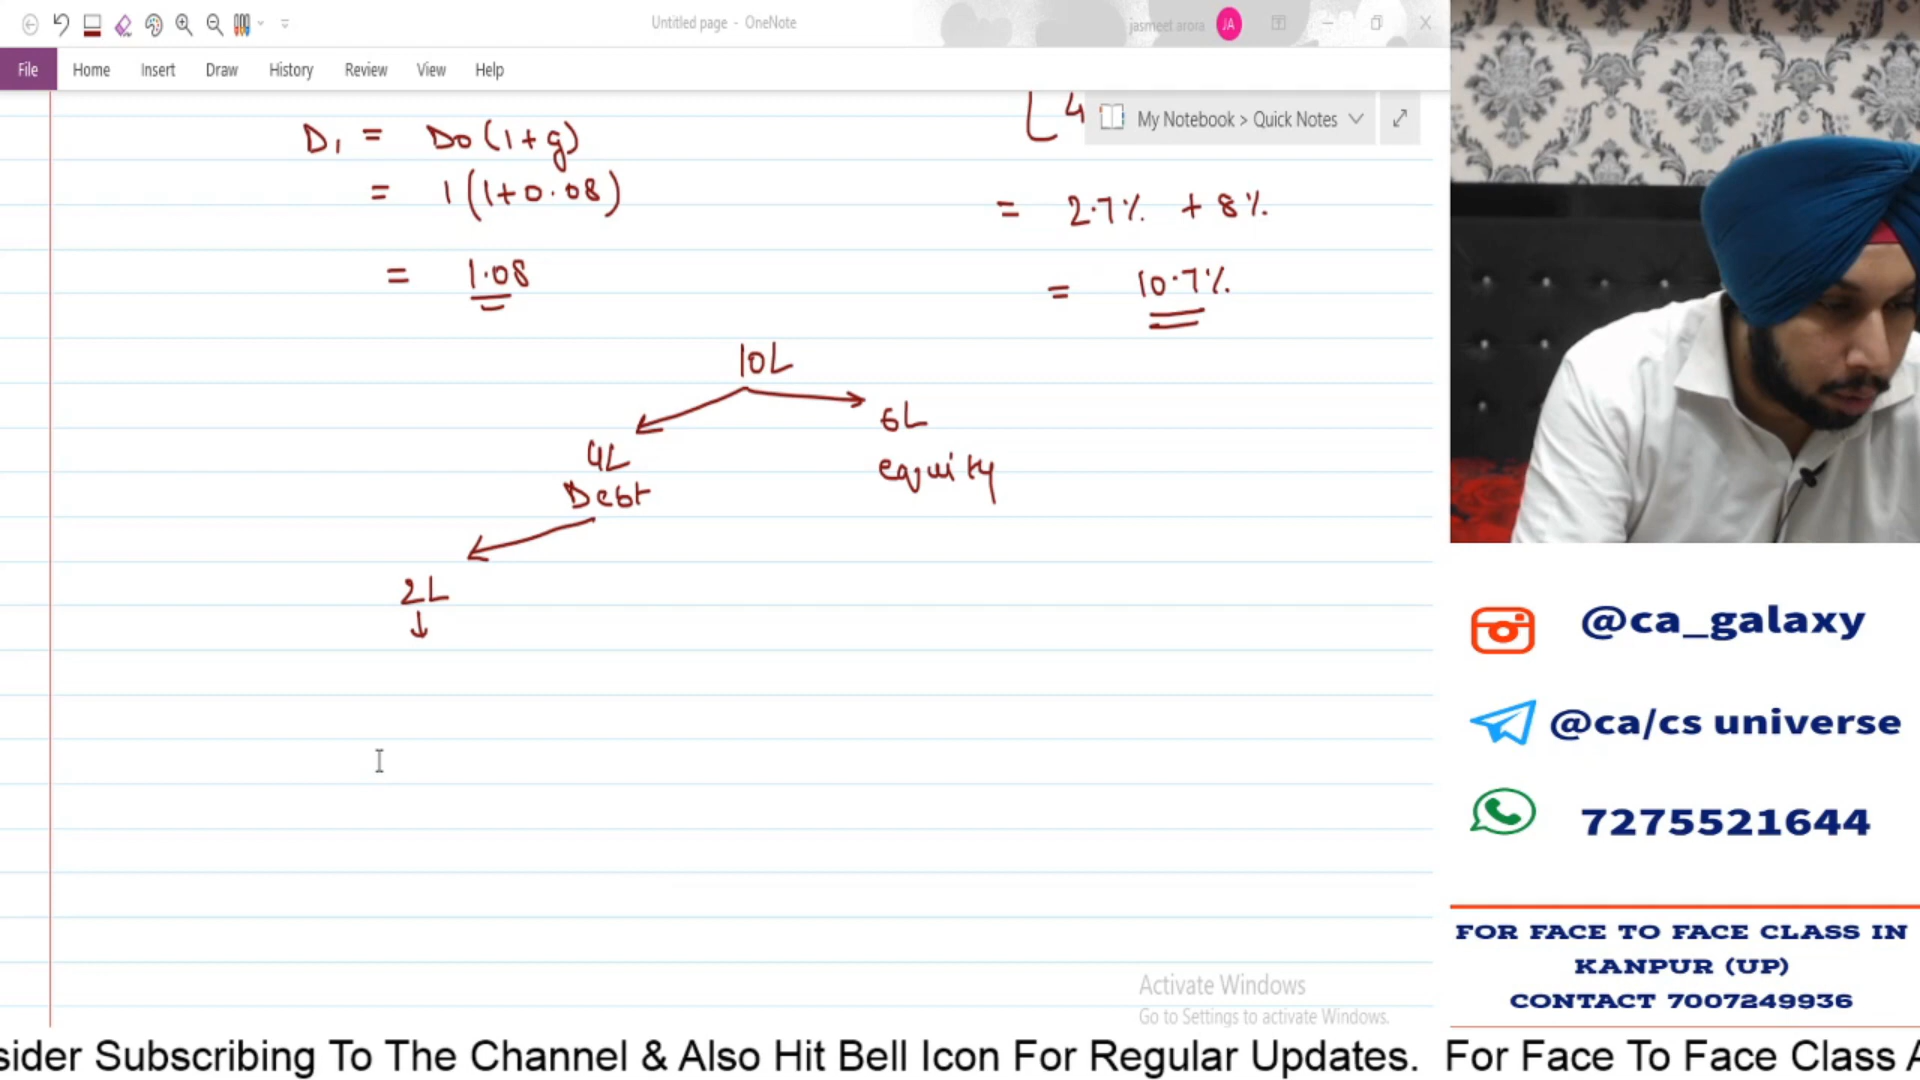 Untitled page - OneNote
jasmeet arora
JA
File Home Insert Draw History Review View Help
My Notebook > Quick Notes
[4
D1 = D0(1+g)
= 1(1+0.08)
= 1.08
= 2.7% + 8%
= 10.7%
10L
4L
Debt
6L
equity
2L
@ca_galaxy
@ca/cs universe
7275521644
FOR FACE TO FACE CLASS IN
KANPUR (UP)
CONTACT 7007249936
Activate Windows
Go to Settings to activate Windows.
sider Subscribing To The Channel & Also Hit Bell Icon For Regular Updates. For Face To Face Class A